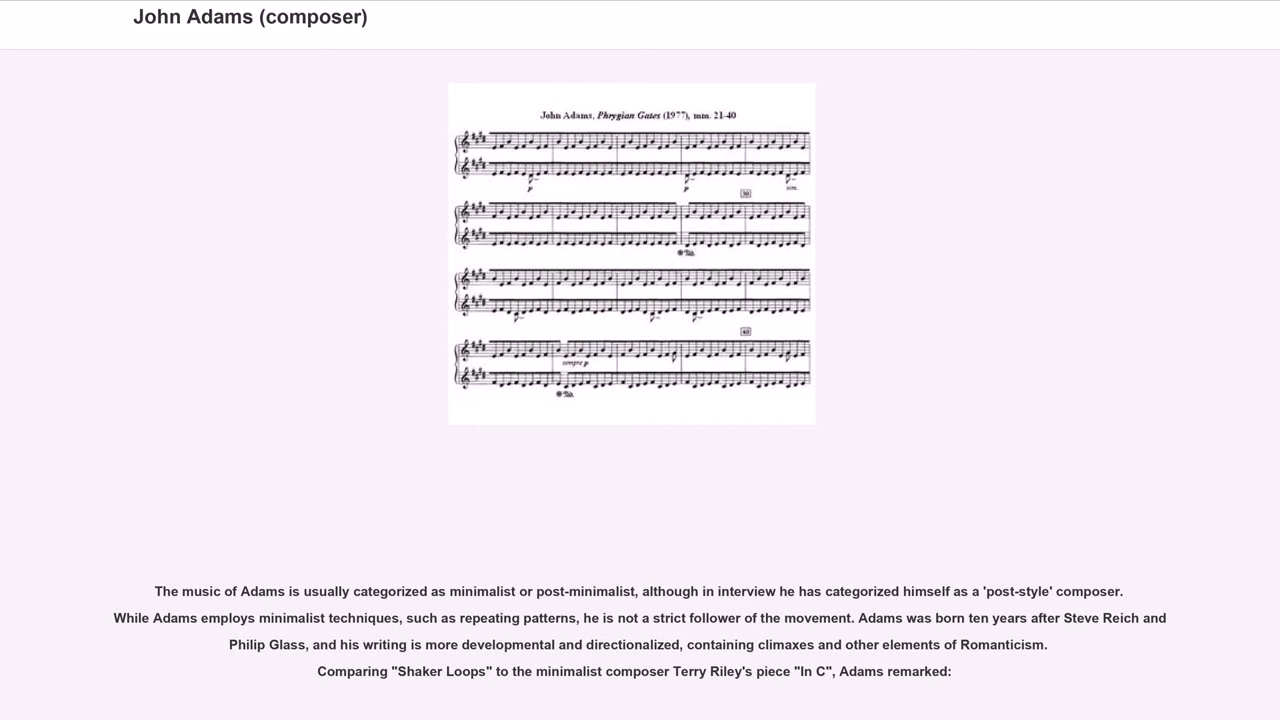 John Adams (composer)
John Adams, Phrygian Gates (1977), mm. 21-40
p
p
sim.
30
sempre p
40
The music of Adams is usually categorized as minimalist or post-minimalist, although in interview he has categorized himself as a 'post-style' composer.
While Adams employs minimalist techniques, such as repeating patterns, he is not a strict follower of the movement. Adams was born ten years after Steve Reich and
Philip Glass, and his writing is more developmental and directionalized, containing climaxes and other elements of Romanticism.
Comparing "Shaker Loops" to the minimalist composer Terry Riley's piece "In C", Adams remarked: